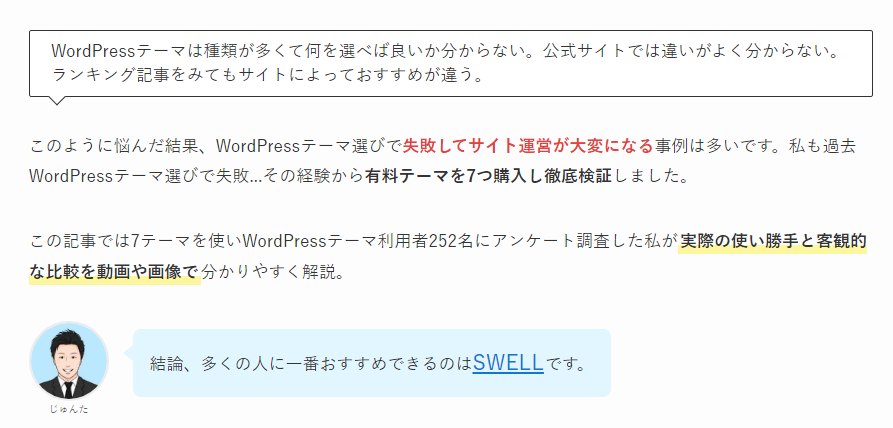 WordPressテーマは種類が多くて何を選べば良いか分からない。公式サイトでは違いがよく分からない。
ランキング記事をみてもサイトによっておすすめが違う。
このように悩んだ結果、WordPressテーマ選びで失敗してサイト運営が大変になる事例は多いです。私も過去
WordPressテーマ選びで失敗...その経験から有料テーマを7つ購入し徹底検証しました。
この記事では7テーマを使いWordPressテーマ利用者252名にアンケート調査した私が実際の使い勝手と客観的
な比較を動画や画像で分かりやすく解説。
結論、多くの人に一番おすすめできるのはSWELLです。
じゅんた